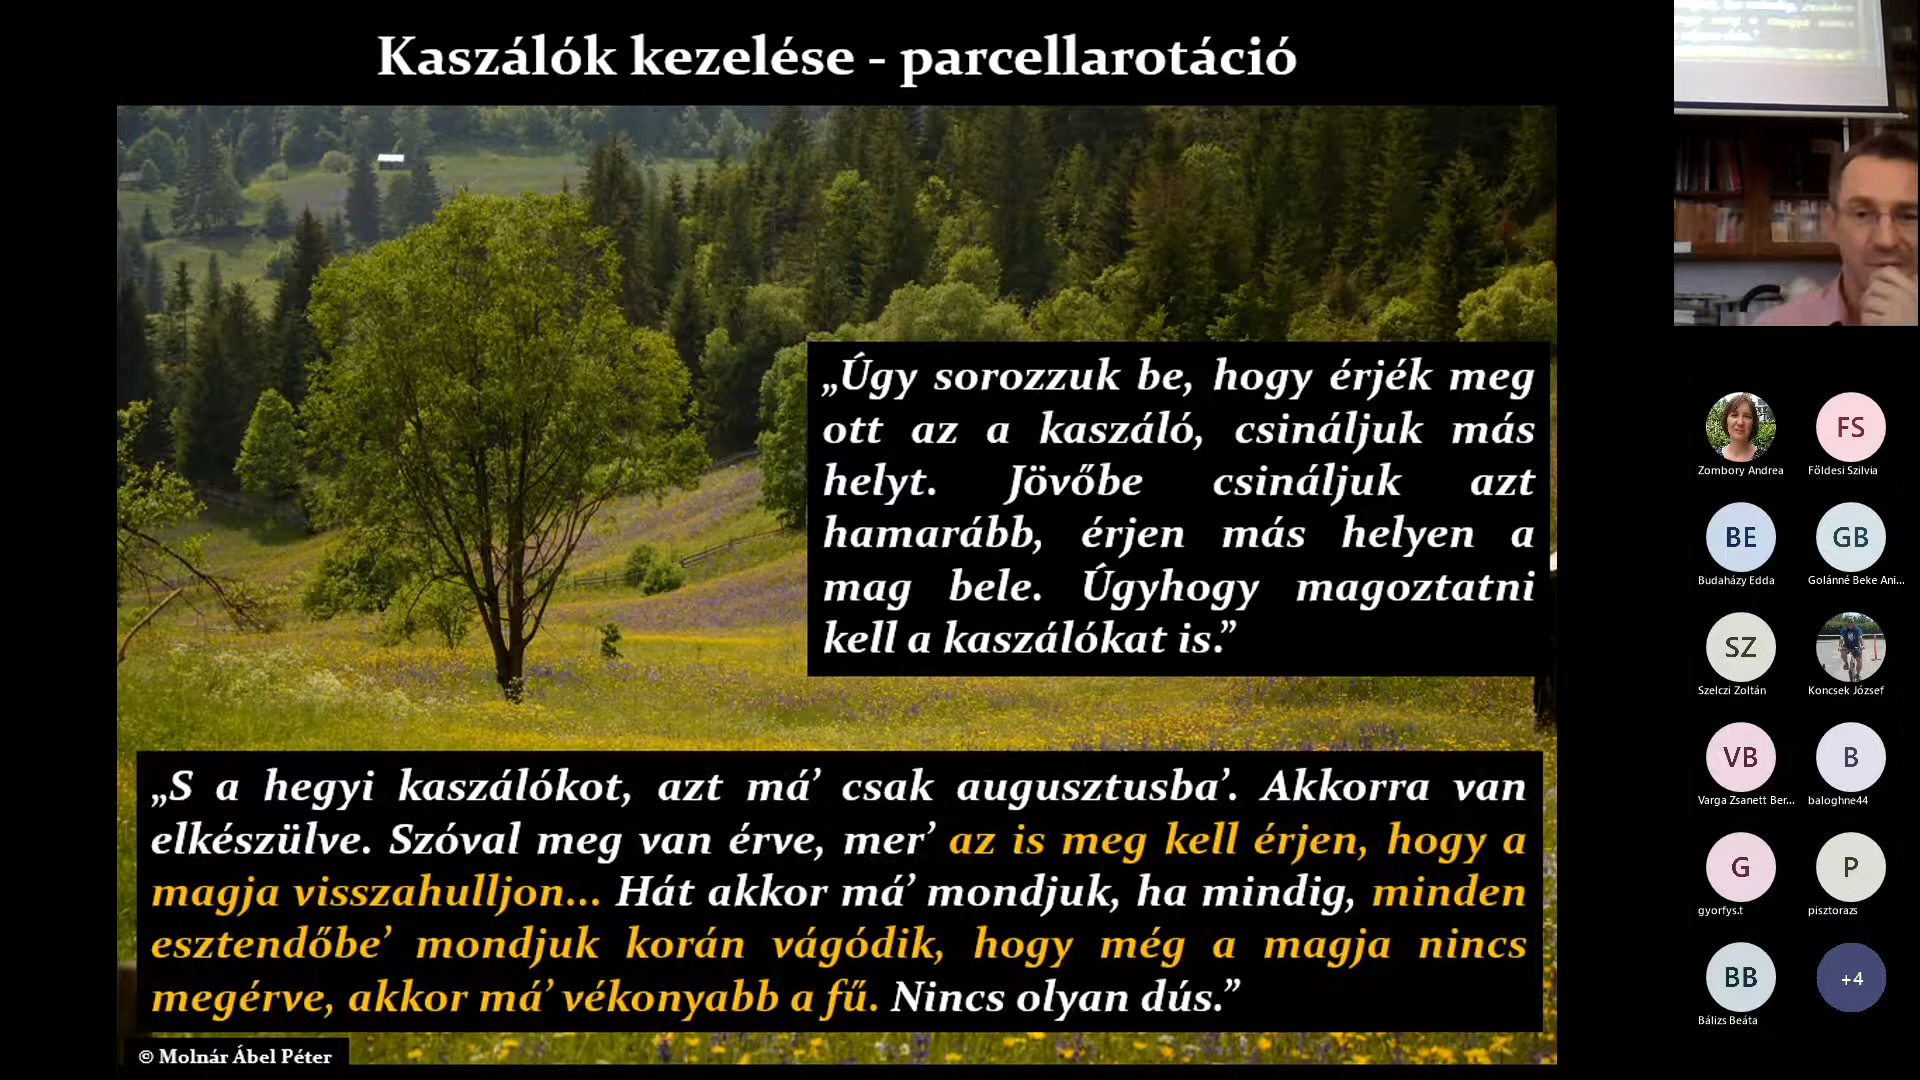 Kaszálók kezelése - parcellarotáció
„Úgy sorozzuk be, hogy érjék meg
ott az a kaszáló, csináljuk más
helyt. Jövőbe csináljuk azt
hamarább, érjen más helyen a
mag bele. Úgyhogy magoztatni
kell a kaszálókat is.”
„S a hegyi kaszálókot, azt má’ csak augusztusba’. Akkorra van
elkészülve. Szóval meg van érve, mer’ az is meg kell érjen, hogy a
magja visszahulljon... Hát akkor má’ mondjuk, ha mindig, minden
esztendőbe’ mondjuk korán vágódik, hogy még a magja nincs
megérve, akkor má’ vékonyabb a fű. Nincs olyan dús.”
© Molnár Ábel Péter
Zombory Andrea
FS
Földesi Szilvia
BE
Budaházy Edda
GB
Golánné Beke Ani...
SZ
Szelczi Zoltán
Koncsek József
VB
Varga Zsanett Ber...
B
baloghne44
G
gyorfys.t
P
pisztorazs
BB
Bálizs Beáta
+4